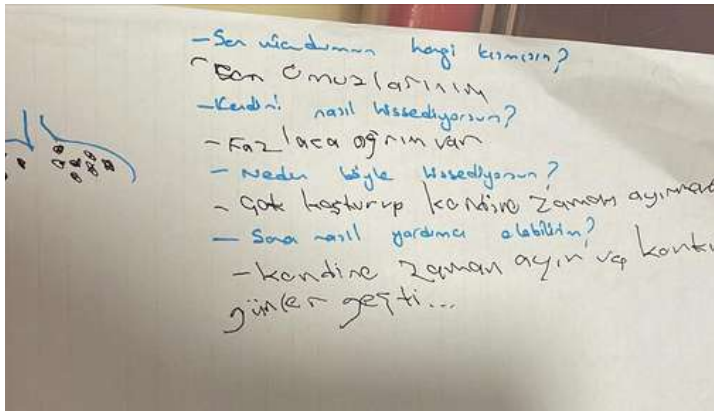 - Sen vücudumun hangi kısmısın?
- Ben omuzlarınım
- Kendini nasıl hissediyorsun?
- Fazlaca ağrım var
- Neden böyle hissediyorsun?
- Çok koşturup kendine zaman
- Sana nasıl yardımcı olabilirim?
- kendine zaman ayır
günler geçti...